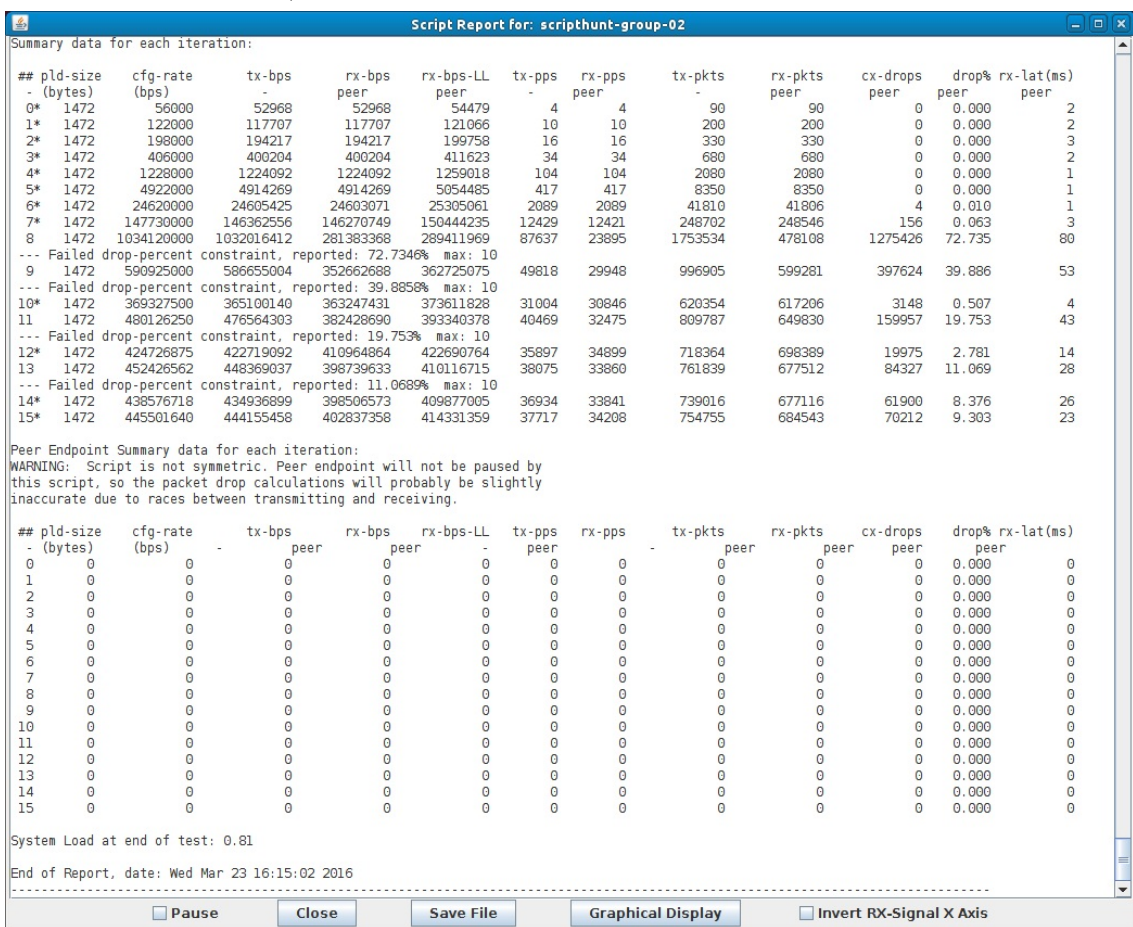 Script Report for: scripthunt-group-02
Summary data for each iteration:
## pld-size cfg-rate tx-bps rx-bps rx-bps-LL tx-pps rx-pps tx-pkts rx-pkts cx-drops drop% rx-lat(ms)
- (bytes) (bps) - peer peer - peer - peer peer peer peer
0* 1472 56000 52968 52968 54479 4 4 90 90 0 0.000 2
1* 1472 122000 117707 117707 121066 10 10 200 200 0 0.000 2
2* 1472 198000 194217 194217 199758 16 16 330 330 0 0.000 3
3* 1472 406000 400204 400204 411623 34 34 680 680 0 0.000 2
4* 1472 1228000 1224092 1224092 1259018 104 104 2080 2080 0 0.000 1
5* 1472 4922000 4914269 4914269 5054485 417 417 8350 8350 0 0.000 1
6* 1472 24620000 24605425 24603071 25305061 2089 2089 41810 41806 4 0.010 1
7* 1472 147730000 146362556 146270749 150444235 12429 12421 248702 248546 156 0.063 3
8 1472 1034120000 1032016412 281383368 289411969 87637 23895 1753534 478108 1275426 72.735 80
--- Failed drop-percent constraint, reported: 72.7346% max: 10
9 1472 590925000 586655004 352662688 362725075 49818 29948 996905 599281 397624 39.886 53
--- Failed drop-percent constraint, reported: 39.8858% max: 10
10* 1472 369327500 365100140 363247431 373611828 31004 30846 620354 617206 3148 0.507 4
11 1472 480126250 476564303 382428690 393340378 40469 32475 809787 649830 159957 19.753 43
--- Failed drop-percent constraint, reported: 19.753% max: 10
12* 1472 424726875 422719092 410964864 422690764 35897 34899 718364 698389 19975 2.781 14
13 1472 452426562 448369037 398739633 410116715 38075 33860 761839 677512 84327 11.069 28
--- Failed drop-percent constraint, reported: 11.0689% max: 10
14* 1472 438576718 434936899 398506573 409877005 36934 33841 739016 677116 61900 8.376 26
15* 1472 445501640 444155458 402837358 414331359 37717 34208 754755 684543 70212 9.303 23
Peer Endpoint Summary data for each iteration:
WARNING: Script is not symmetric. Peer endpoint will not be paused by
this script, so the packet drop calculations will probably be slightly
inaccurate due to races between transmitting and receiving.
## pld-size cfg-rate tx-bps rx-bps rx-bps-LL tx-pps rx-pps tx-pkts rx-pkts cx-drops drop% rx-lat(ms)
- (bytes) (bps) - peer peer - peer - peer peer peer peer
0 0 0 0 0 0 0 0 0 0 0 0.000 0
1 0 0 0 0 0 0 0 0 0 0 0.000 0
2 0 0 0 0 0 0 0 0 0 0 0.000 0
3 0 0 0 0 0 0 0 0 0 0 0.000 0
4 0 0 0 0 0 0 0 0 0 0 0.000 0
5 0 0 0 0 0 0 0 0 0 0 0.000 0
6 0 0 0 0 0 0 0 0 0 0 0.000 0
7 0 0 0 0 0 0 0 0 0 0 0.000 0
8 0 0 0 0 0 0 0 0 0 0 0.000 0
9 0 0 0 0 0 0 0 0 0 0 0.000 0
10 0 0 0 0 0 0 0 0 0 0 0.000 0
11 0 0 0 0 0 0 0 0 0 0 0.000 0
12 0 0 0 0 0 0 0 0 0 0 0.000 0
13 0 0 0 0 0 0 0 0 0 0 0.000 0
14 0 0 0 0 0 0 0 0 0 0 0.000 0
15 0 0 0 0 0 0 0 0 0 0 0.000 0
System Load at end of test: 0.81
End of Report, date: Wed Mar 23 16:15:02 2016
Pause Close Save File Graphical Display Invert RX-Signal X Axis